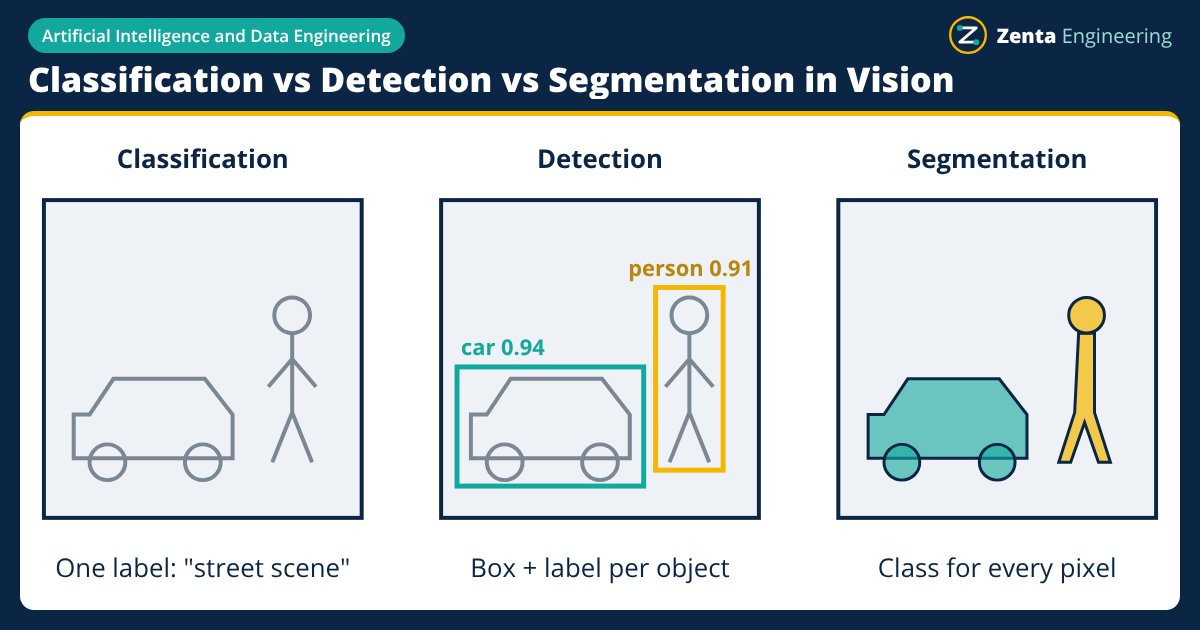 Artificial Intelligence and Data Engineering
Zenta Engineering
Classification vs Detection vs Segmentation in Vision
Classification
Detection
Segmentation
person 0.91
car 0.94
One label: "street scene"
Box + label per object
Class for every pixel